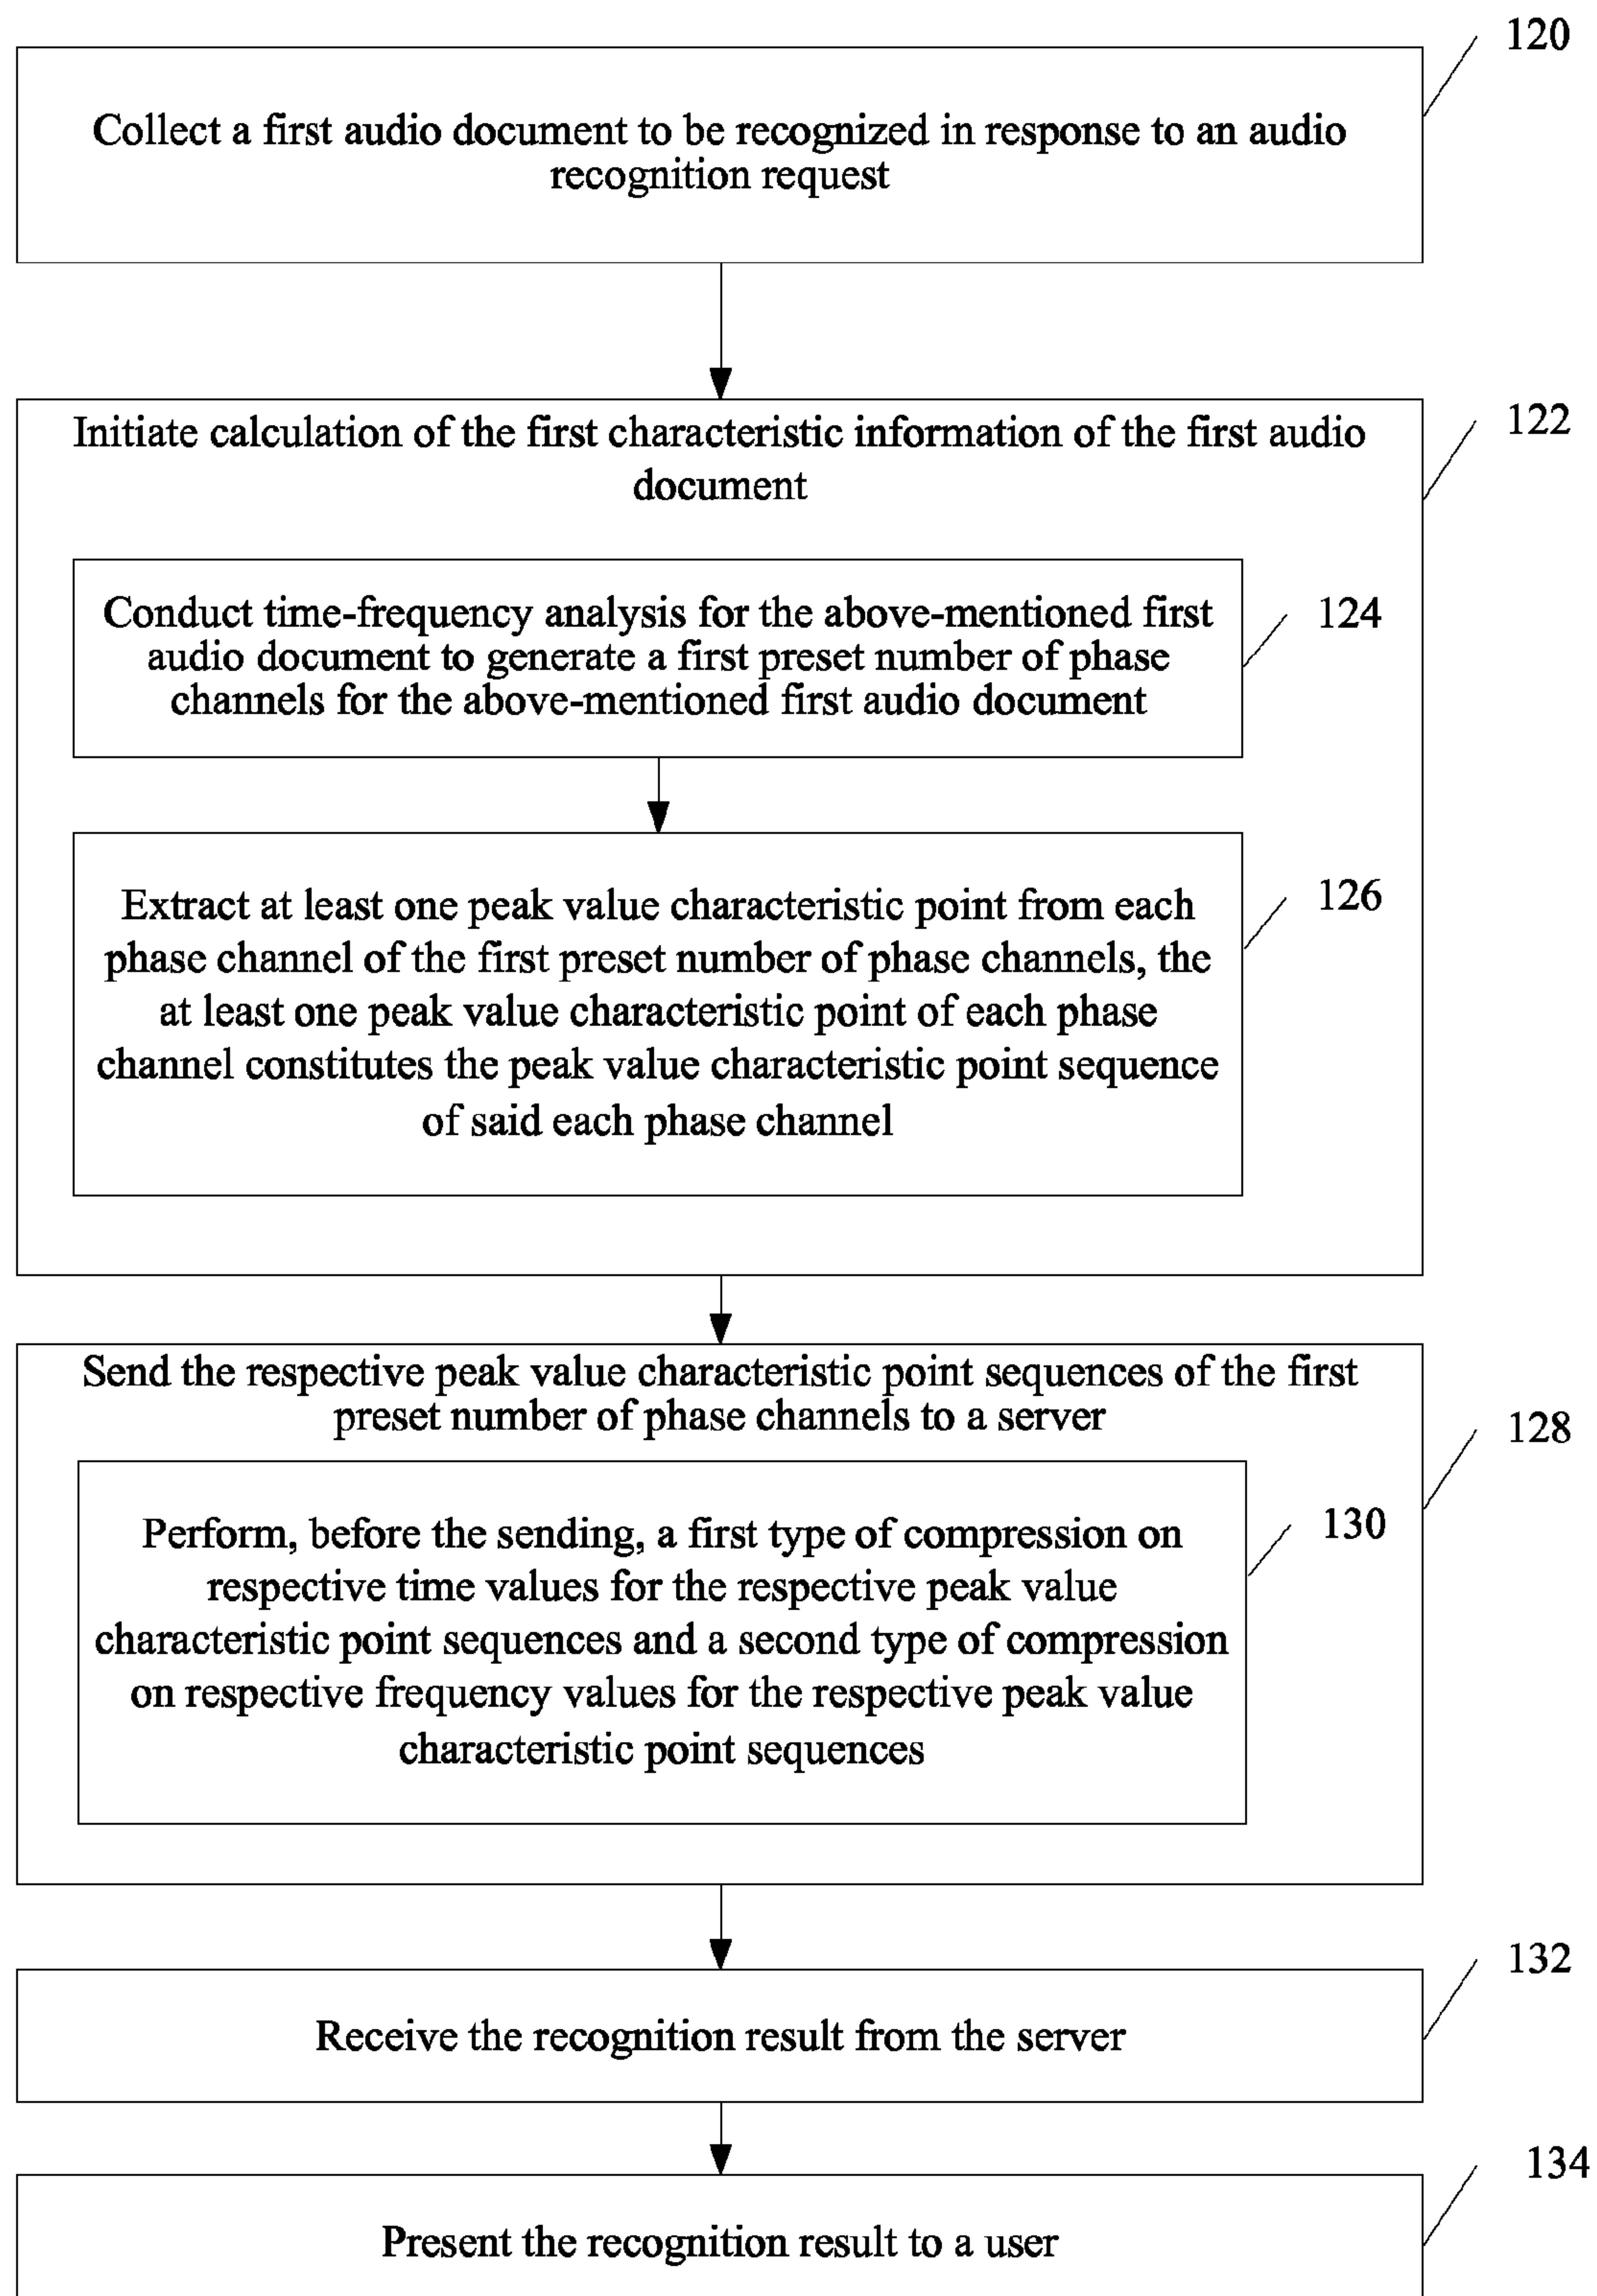 120
Collect a first audio document to be recognized in response to an audio
recognition request
Initiate calculation of the first characteristic information of the first audio
document
122
Conduct time-frequency analysis for the above-mentioned first
audio document to generate a first preset number of phase
channels for the above-mentioned first audio document
124
Extract at least one peak value characteristic point from each
phase channel of the first preset number of phase channels, the
at least one peak value characteristic point of each phase
channel constitutes the peak value characteristic point sequence
of said each phase channel
126
Send the respective peak value characteristic point sequences of the first
preset number of phase channels to a server
128
Perform, before the sending, a first type of compression on
respective time values for the respective peak value
characteristic point sequences and a second type of compression
on respective frequency values for the respective peak value
characteristic point sequences
130
132
Receive the recognition result from the server
134
Present the recognition result to a user